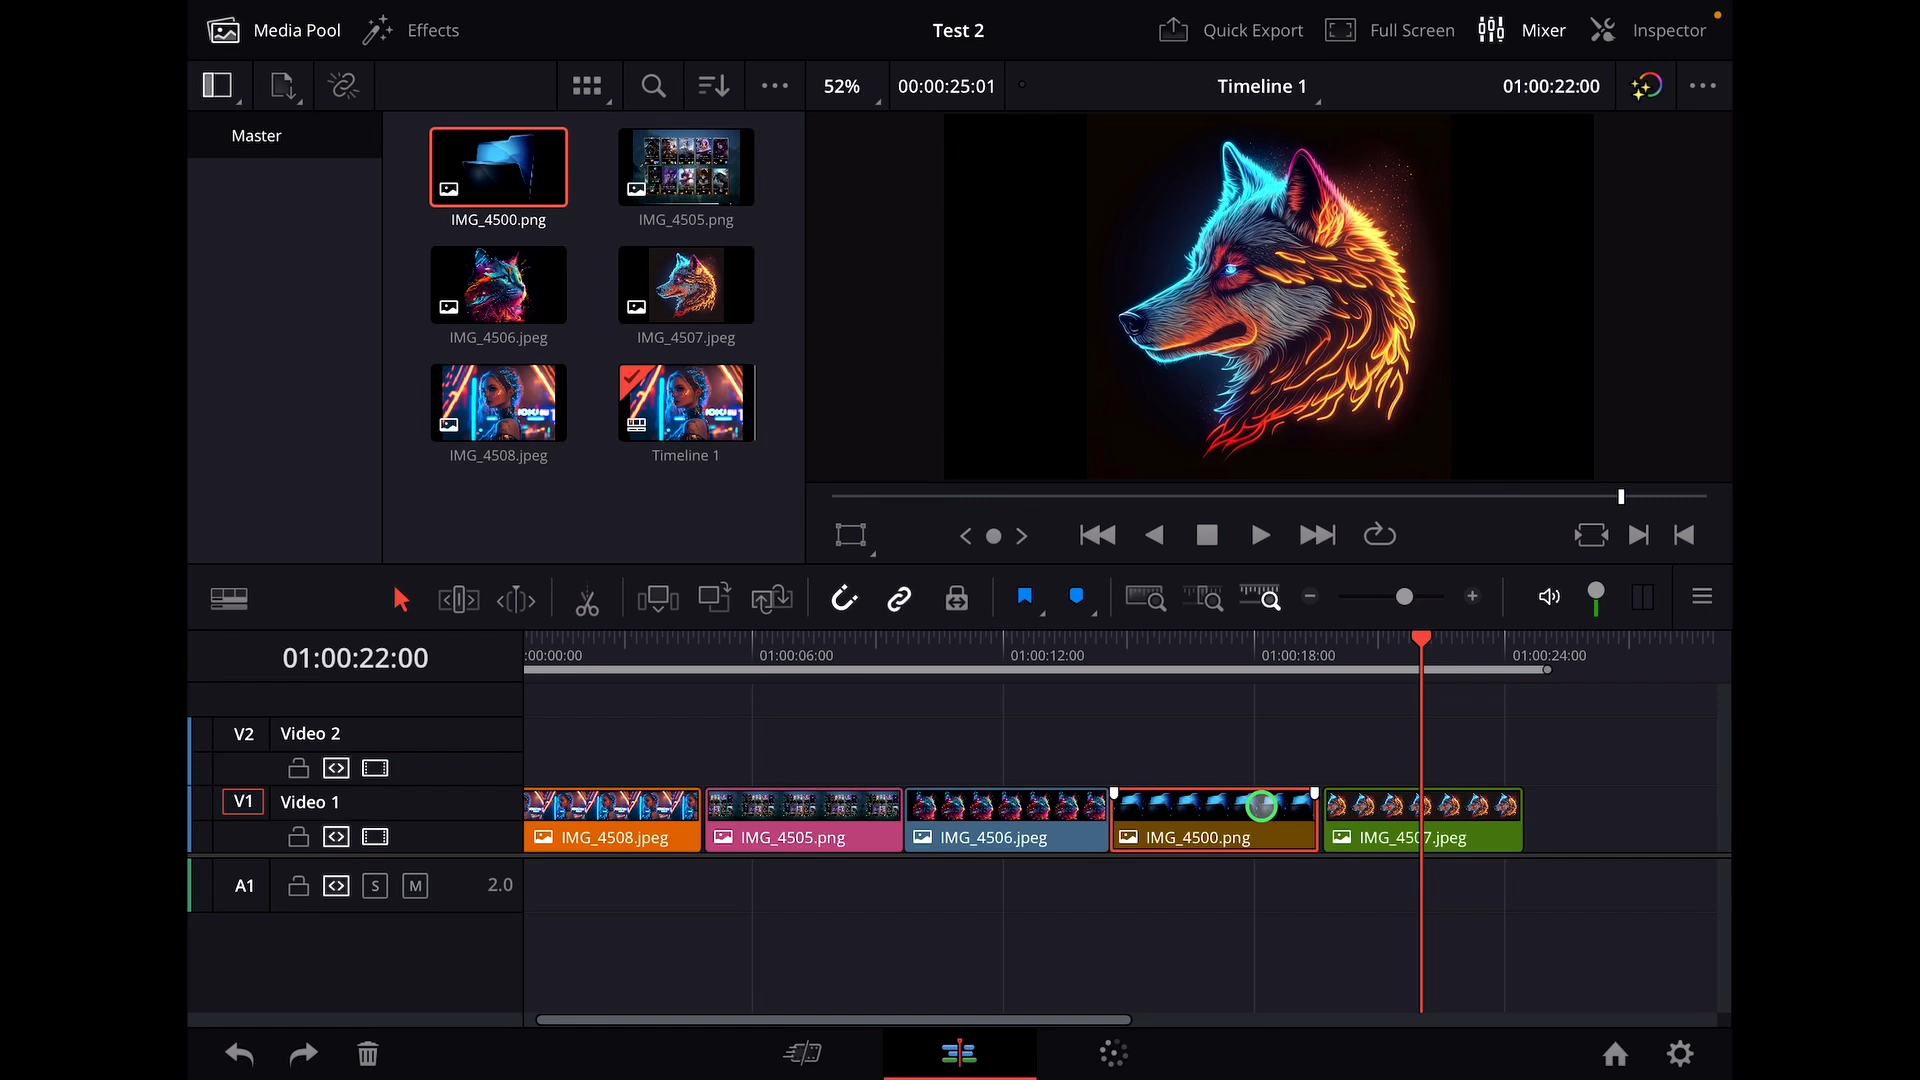 Media Pool
Effects
Test 2
Quick Export
Full Screen
Mixer
Inspector
52%
00:00:25:01
Timeline 1
01:00:22:00
Master
IMG_4500.png
IMG_4505.png
IMG_4506.jpeg
IMG_4507.jpeg
IMG_4508.jpeg
Timeline 1
01:00:22:00
:00:00:00
01:00:06:00
01:00:12:00
01:00:18:00
01:00:24:00
V2
Video 2
V1
Video 1
IMG_4508.jpeg
IMG_4505.png
IMG_4506.jpeg
IMG_4500.png
IMG_4507.jpeg
A1
S
M
2.0